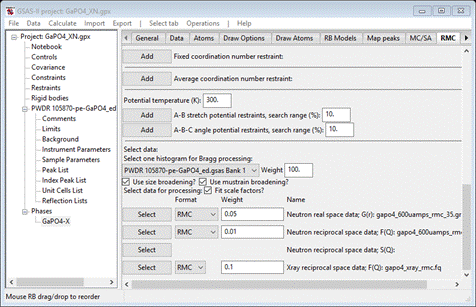 GSAS-II project: GaPO4_XN.gpx
File Data Calculate Import Export | Select tab Operations | Help
Project: GaPO4_XN.gpx
Notebook
Controls
Covariance
Constraints
Restraints
Rigid bodies
PWDR 105870-pe-GaPO4_ed
Comments
Limits
Background
Instrument Parameters
Sample Parameters
Peak List
Index Peak List
Unit Cells List
Reflection Lists
Phases
GaPO4-X
General Data Atoms Draw Options Draw Atoms RB Models Map peaks MC/SA RMC
Add Fixed coordination number restraint:
Add Average coordination number restraint:
Potential temperature (K): 300.
Add A-B stretch potential restraints, search range (%): 10.
Add A-B-C angle potential restraints, search range (%): 10.
Select data:
Select one histogram for Bragg processing:
PWDR 105870-pe-GaPO4_ed.gsas Bank 1 Weight 100.
Use size broadening? Use mustrain broadening?
Select data for processing: Fit scale factors?
Format Weight Name
Select RMC 0.05 Neutron real space data; G(r): gapo4_600uamps_rmc_35.gr
Select RMC 0.01 Neutron reciprocal space data; F(Q): gapo4_600uamps_rmc
Select Neutron reciprocal space data; S(Q):
Select RMC 0.1 Xray reciprocal space data; F(Q): gapo4_xray_rmc.fq
Mouse RB drag/drop to reorder